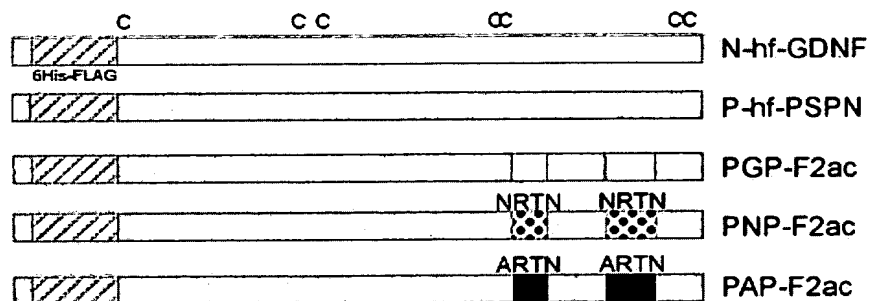 C C C CC CC
N-hf-GDNF
6His-FLAG
P-hf-PSPN
PGP-F2ac
NRTN NRTN
PNP-F2ac
ARTN ARTN
PAP-F2ac